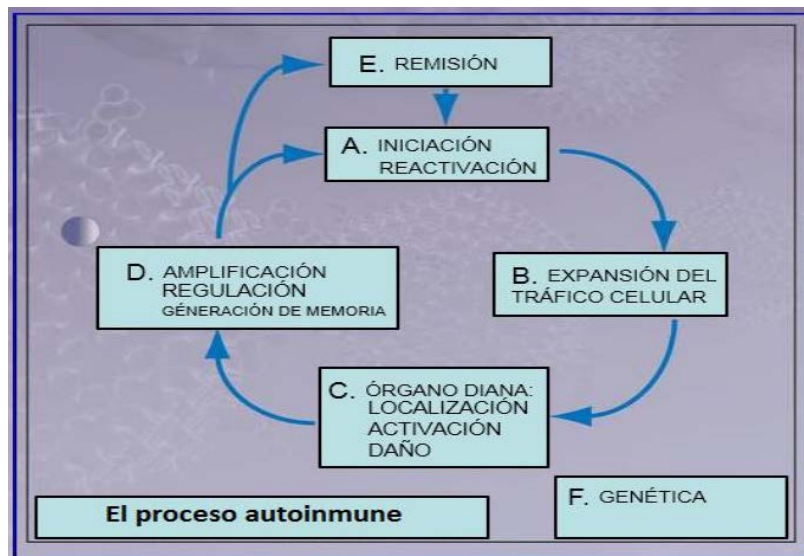 E. REMISIÓN
A. INICIACIÓN
REACTIVACIÓN
B. EXPANSIÓN DEL
TRÁFICO CELULAR
D. AMPLIFICACIÓN
REGULACIÓN
GÉNERACIÓN DE MEMORIA
C. ÓRGANO DIANA:
LOCALIZACIÓN
ACTIVACIÓN
DAÑO
F. GENÉTICA
El proceso autoinmune